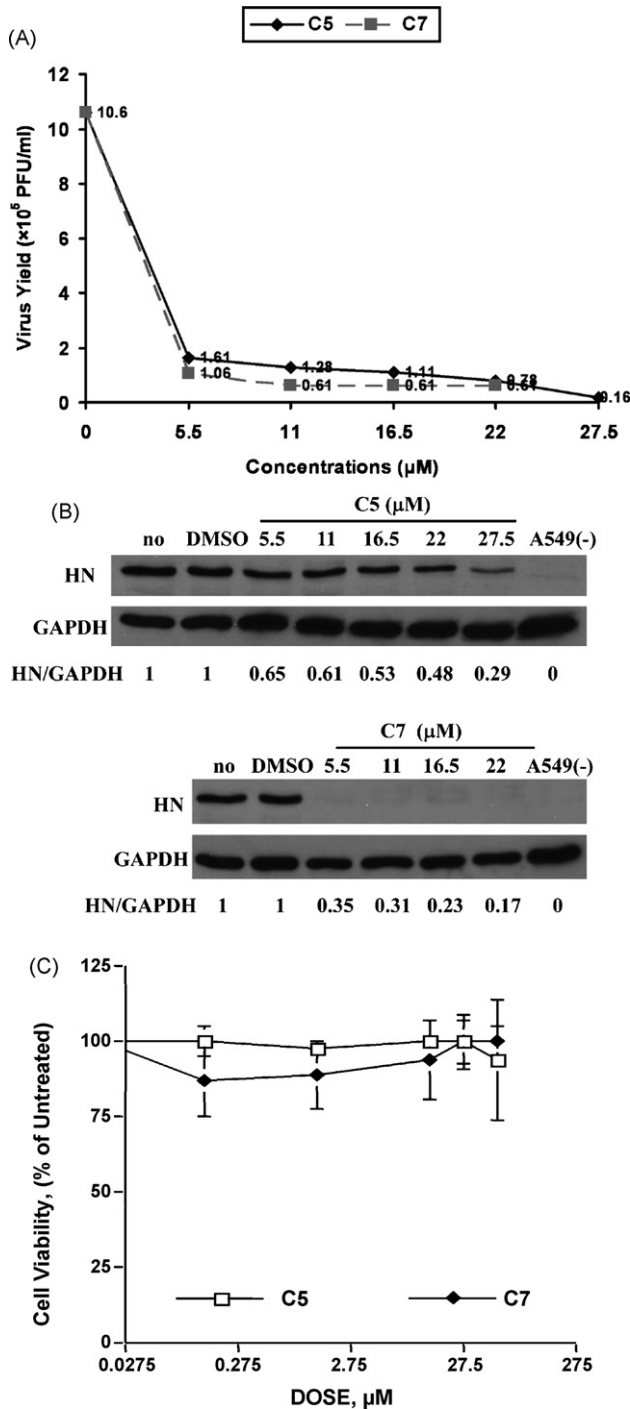 C5 C7
(A)
Virus Yield (×10⁵ PFU/ml)
12
10
8
6
4
2
0
10.6
1.61
1.28
1.11
0.78
0.16
1.06
0.61
0.61
0.61
0 5.5 11 16.5 22 27.5
Concentrations (µM)
(B)
C5 (µM)
no DMSO 5.5 11 16.5 22 27.5 A549(-)
HN
GAPDH
HN/GAPDH 1 1 0.65 0.61 0.53 0.48 0.29 0
C7 (µM)
no DMSO 5.5 11 16.5 22 A549(-)
HN
GAPDH
HN/GAPDH 1 1 0.35 0.31 0.23 0.17 0
(C)
Cell Viability, (% of Untreated)
125
100
75
50
25
0
C5 C7
0.0275 0.275 2.75 27.5 275
DOSE, µM